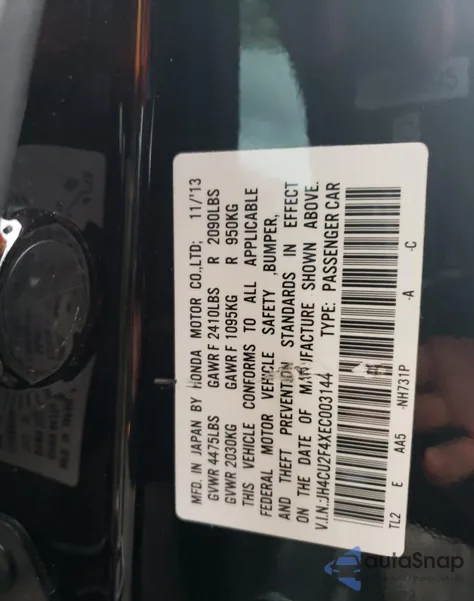 MFD. IN JAPAN BY HONDA MOTOR CO.,LTD; 11/'13
GVWR 4475LBS GAWR F 2410LBS R 2090LBS
GVWR 2030KG GAWR F 1095KG R 950KG
THIS VEHICLE CONFORMS TO ALL APPLICABLE
FEDERAL MOTOR VEHICLE SAFETY ,BUMPER,
AND THEFT PREVENTION STANDARDS IN EFFECT
ON THE DATE OF MANUFACTURE SHOWN ABOVE.
V.I.N.:JH4CU2F4XEC003144 TYPE: PASSENGER CAR
TL2 E AA5 -NH731P -A -C
autaSnap